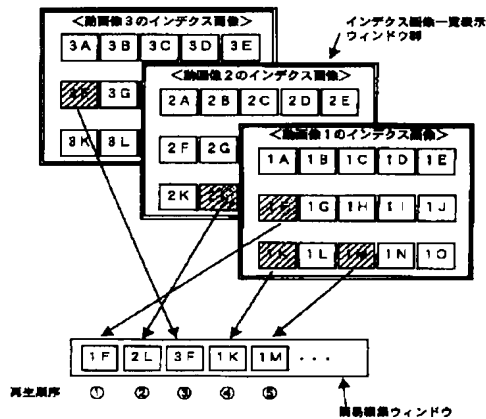 <動画像3のインデクス画像>
インデクス画像一覧表示
ウィンドウ群
3A 3B 3C 3D 3E
3F 3G
3K 3L
<動画像2のインデクス画像>
2A 2B 2C 2D 2E
2F 2G
2K
<動画像1のインデクス画像>
1A 1B 1C 1D 1E
1F 1G 1H 1I 1J
1K 1L 1M 1N 1O
1F 2L 3F 1K 1M ・・・
再生順序 ① ② ③ ④ ⑤
簡易編集ウィンドウ